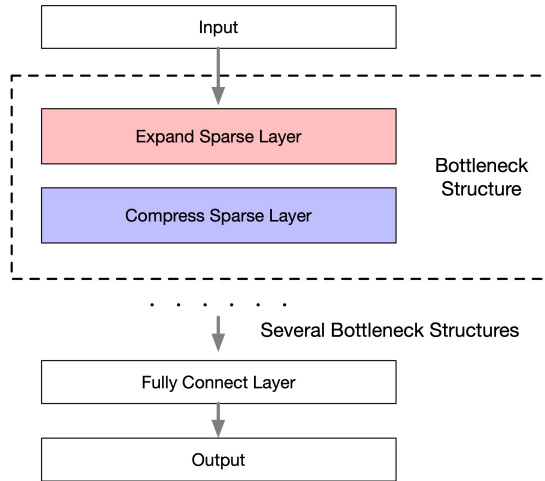 Input
Expand Sparse Layer
Bottleneck
Structure
Compress Sparse Layer
. . . . . .
Several Bottleneck Structures
Fully Connect Layer
Output